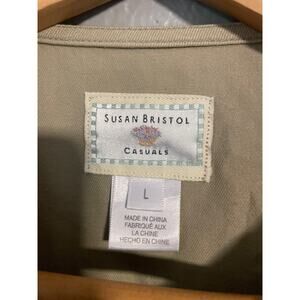 SUSAN BRISTOL
CASUALS
L
MADE IN CHINA
FABRIQUÉ AUX
LA CHINE
HECHO EN CHINE